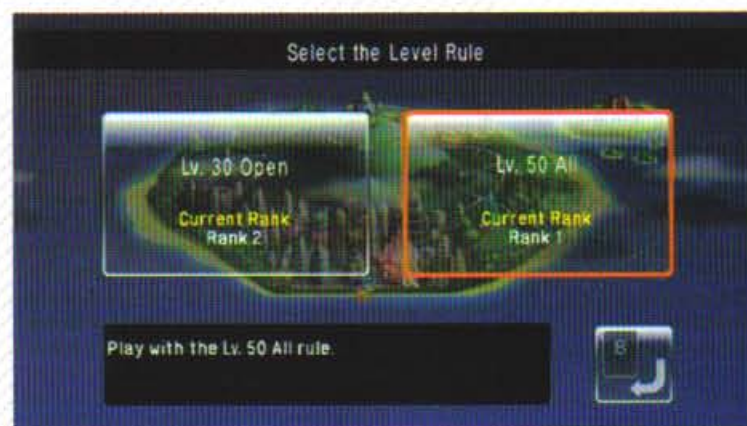 Select the Level Rule
Lv. 30 Open
Current Rank
Rank 2
Lv. 50 All
Current Rank
Rank 1
Play with the Lv. 50 All rule.
B